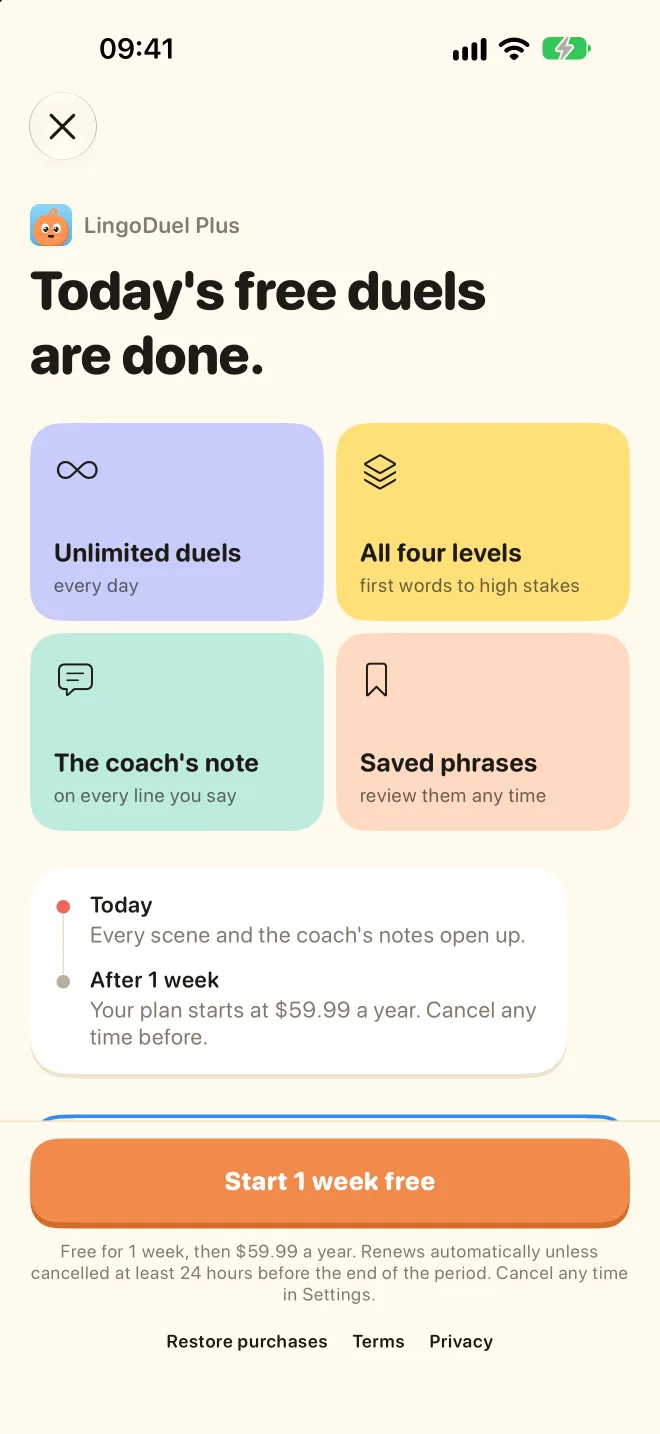 09:41
LingoDuel Plus
Today's free duels
are done.
Unlimited duels
every day
All four levels
first words to high stakes
The coach's note
on every line you say
Saved phrases
review them any time
Today
Every scene and the coach's notes open up.
After 1 week
Your plan starts at $59.99 a year. Cancel any
time before.
Start 1 week free
Free for 1 week, then $59.99 a year. Renews automatically unless
cancelled at least 24 hours before the end of the period. Cancel any time
in Settings.
Restore purchases
Terms
Privacy